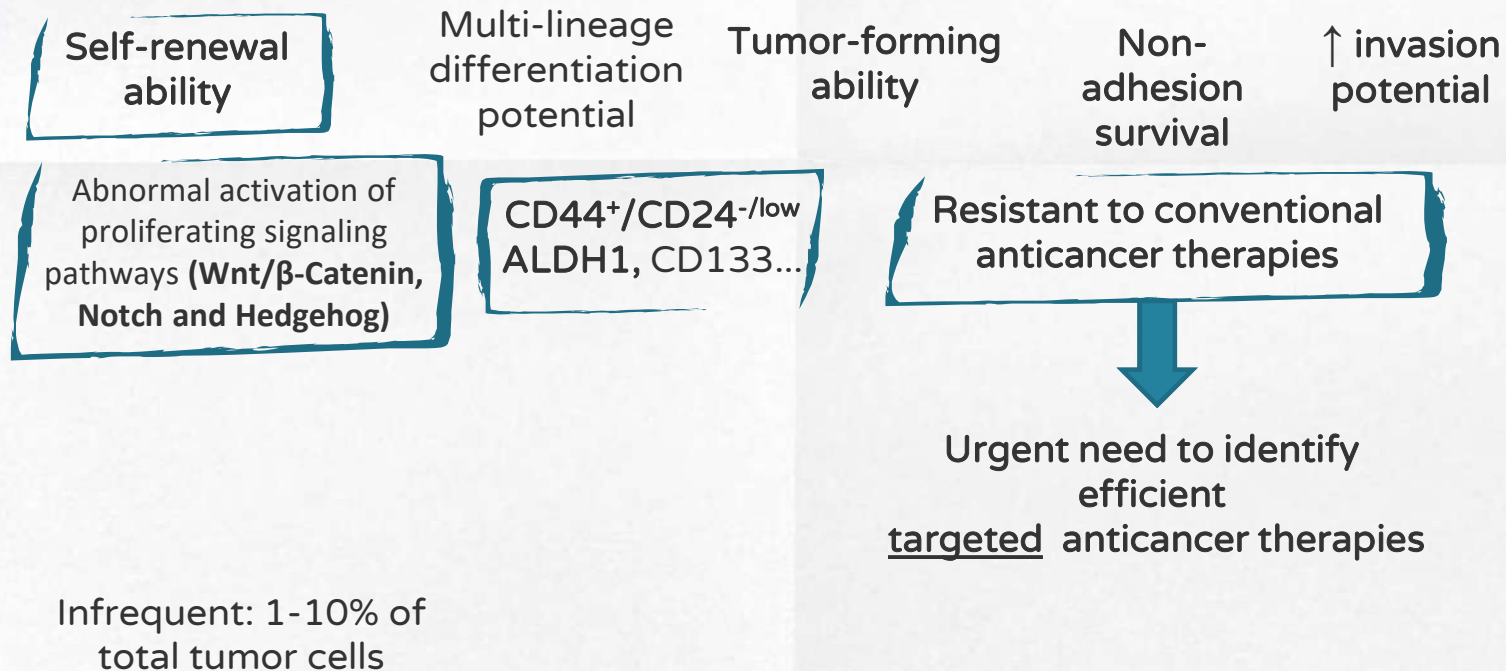 Self-renewal
ability
Multi-lineage
differentiation
potential
Tumor-forming
ability
Non-
adhesion
survival
↑ invasion
potential
Abnormal activation of
proliferating signaling
pathways (Wnt/β-Catenin,
Notch and Hedgehog)
CD44⁺/CD24⁻/ˡᵒʷ
ALDH1, CD133...
Resistant to conventional
anticancer therapies
Urgent need to identify
efficient
targeted anticancer therapies
Infrequent: 1-10% of
total tumor cells